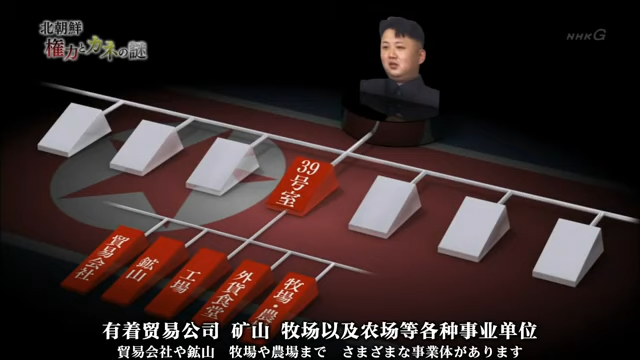 北朝鮮
権力とカネの謎
NHKG
39号室
貿易会社
鉱山
工場
外貨食堂
牧場・農
有着贸易公司 矿山 牧场以及农场等各种事业单位
貿易会社や鉱山 牧場や農場まで さまざまな事業体があります